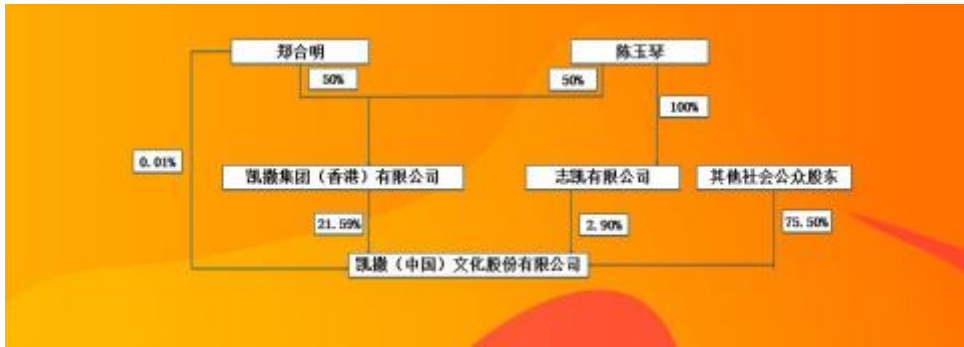 郑合明
陈玉琴
50%
50%
100%
0.01%
凯撒集团（香港）有限公司
志凯有限公司
其他社会公众股东
21.59%
2.90%
75.50%
凯撒（中国）文化股份有限公司